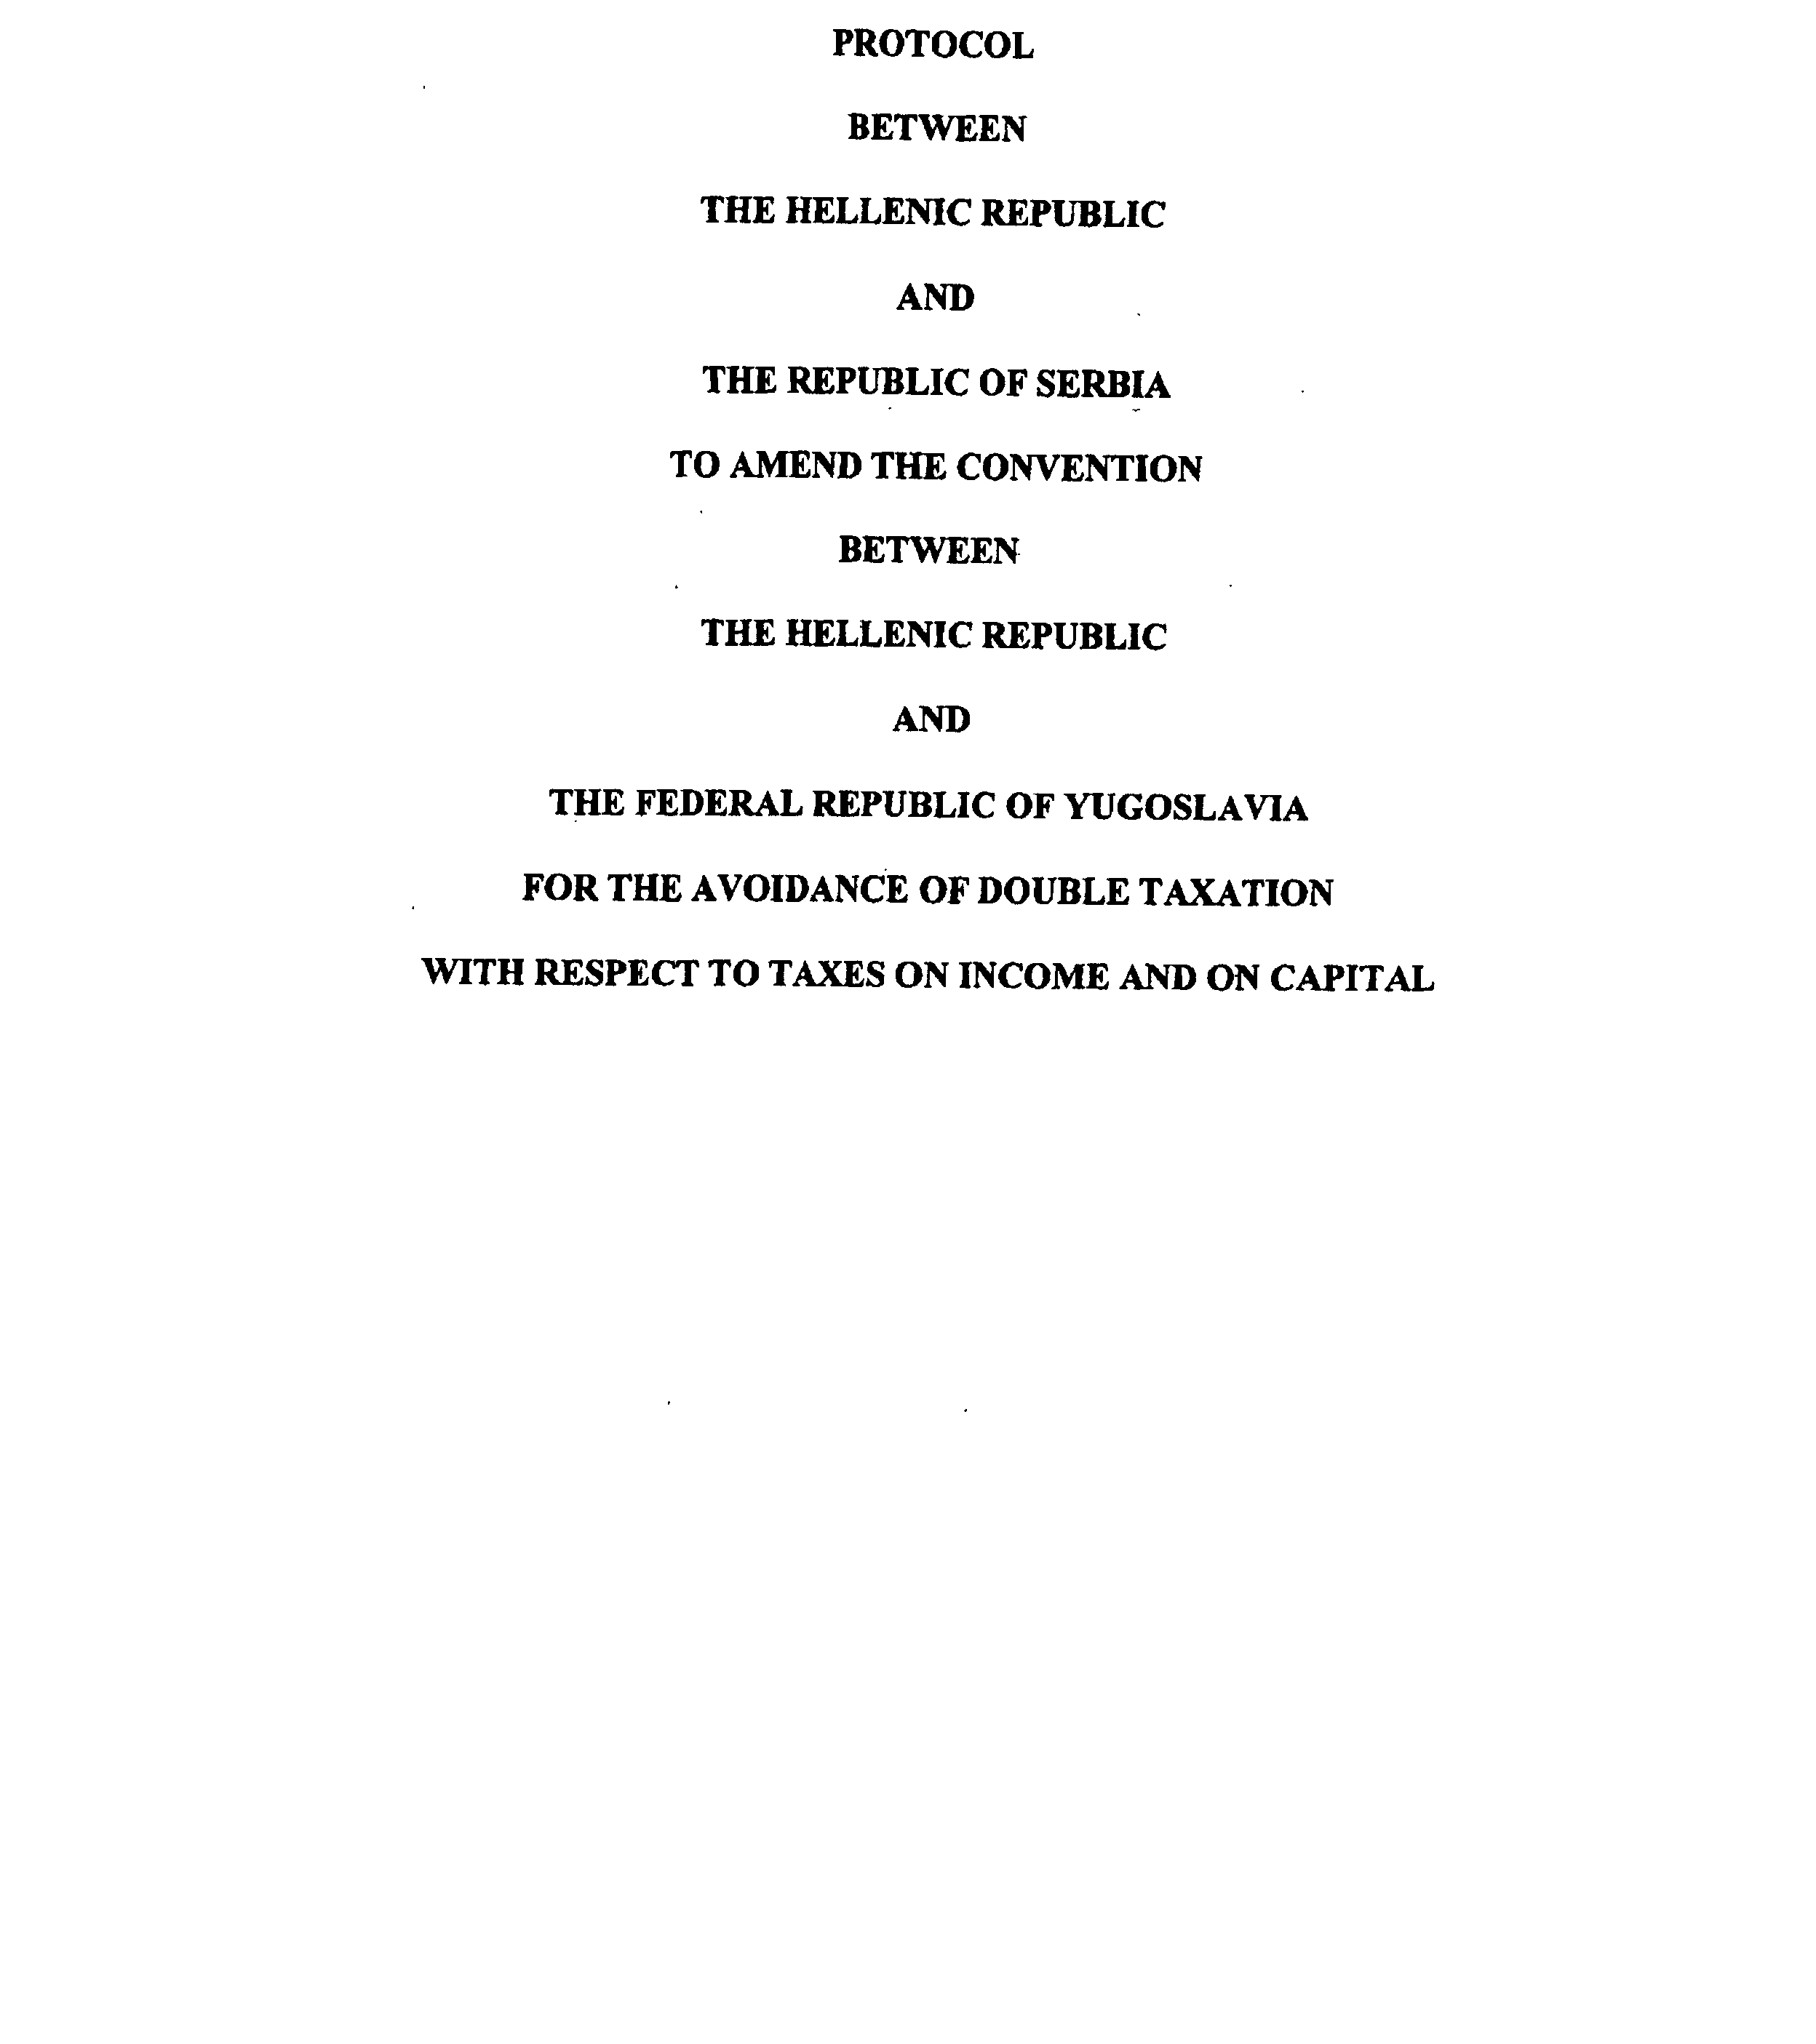 PROTOCOL
BETWEEN
THE HELLENIC REPUBLIC
AND
THE REPUBLIC OF SERBIA
TO AMEND THE CONVENTION
BETWEEN
THE HELLENIC REPUBLIC
AND
THE FEDERAL REPUBLIC OF YUGOSLAVIA
FOR THE AVOIDANCE OF DOUBLE TAXATION
WITH RESPECT TO TAXES ON INCOME AND ON CAPITAL